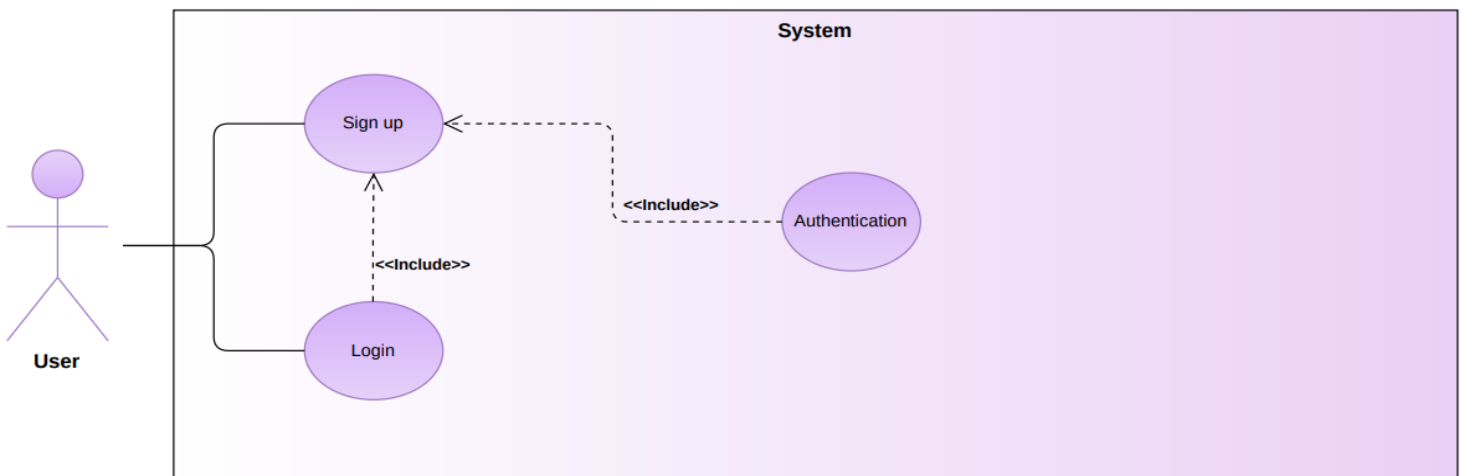 System
Sign up
<<Include>>
Authentication
<<Include>>
Login
User